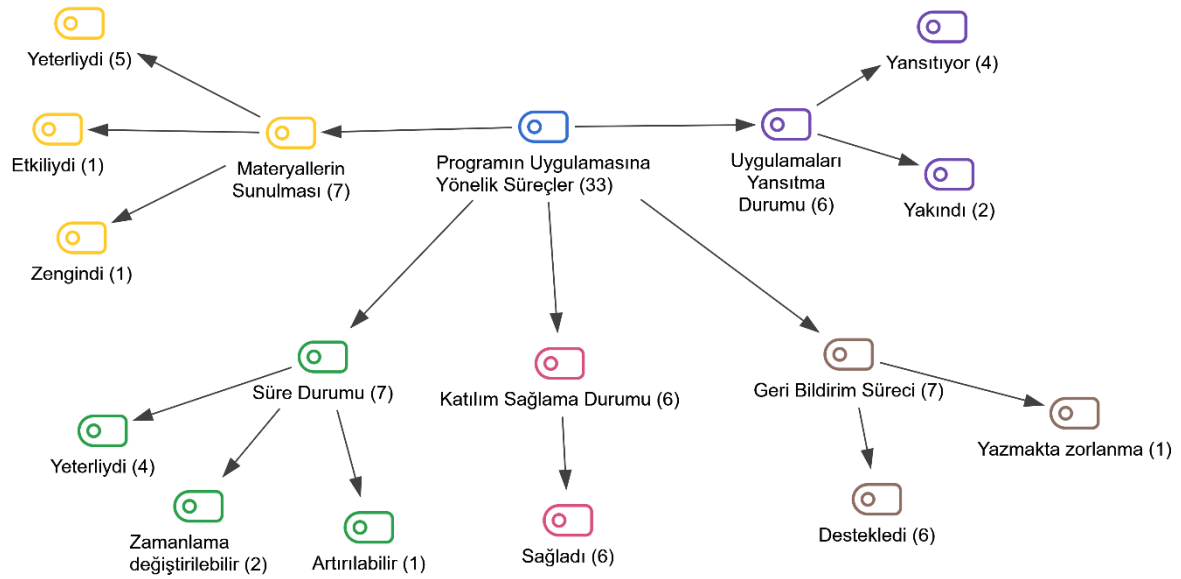 Yeterliydi (5)
Yansıtıyor (4)
Etkiliydi (1)
Materyallerin
Sunulması (7)
Programın Uygulamasına
Yönelik Süreçler (33)
Uygulamaları
Yansıtma
Durumu (6)
Yakındı (2)
Zengindi (1)
Süre Durumu (7)
Katılım Sağlama Durumu (6)
Geri Bildirim Süreci (7)
Yeterliydi (4)
Yazmakta zorlanma (1)
Zamanlama
değiştirilebilir (2)
Artırılabilir (1)
Sağladı (6)
Destekledi (6)